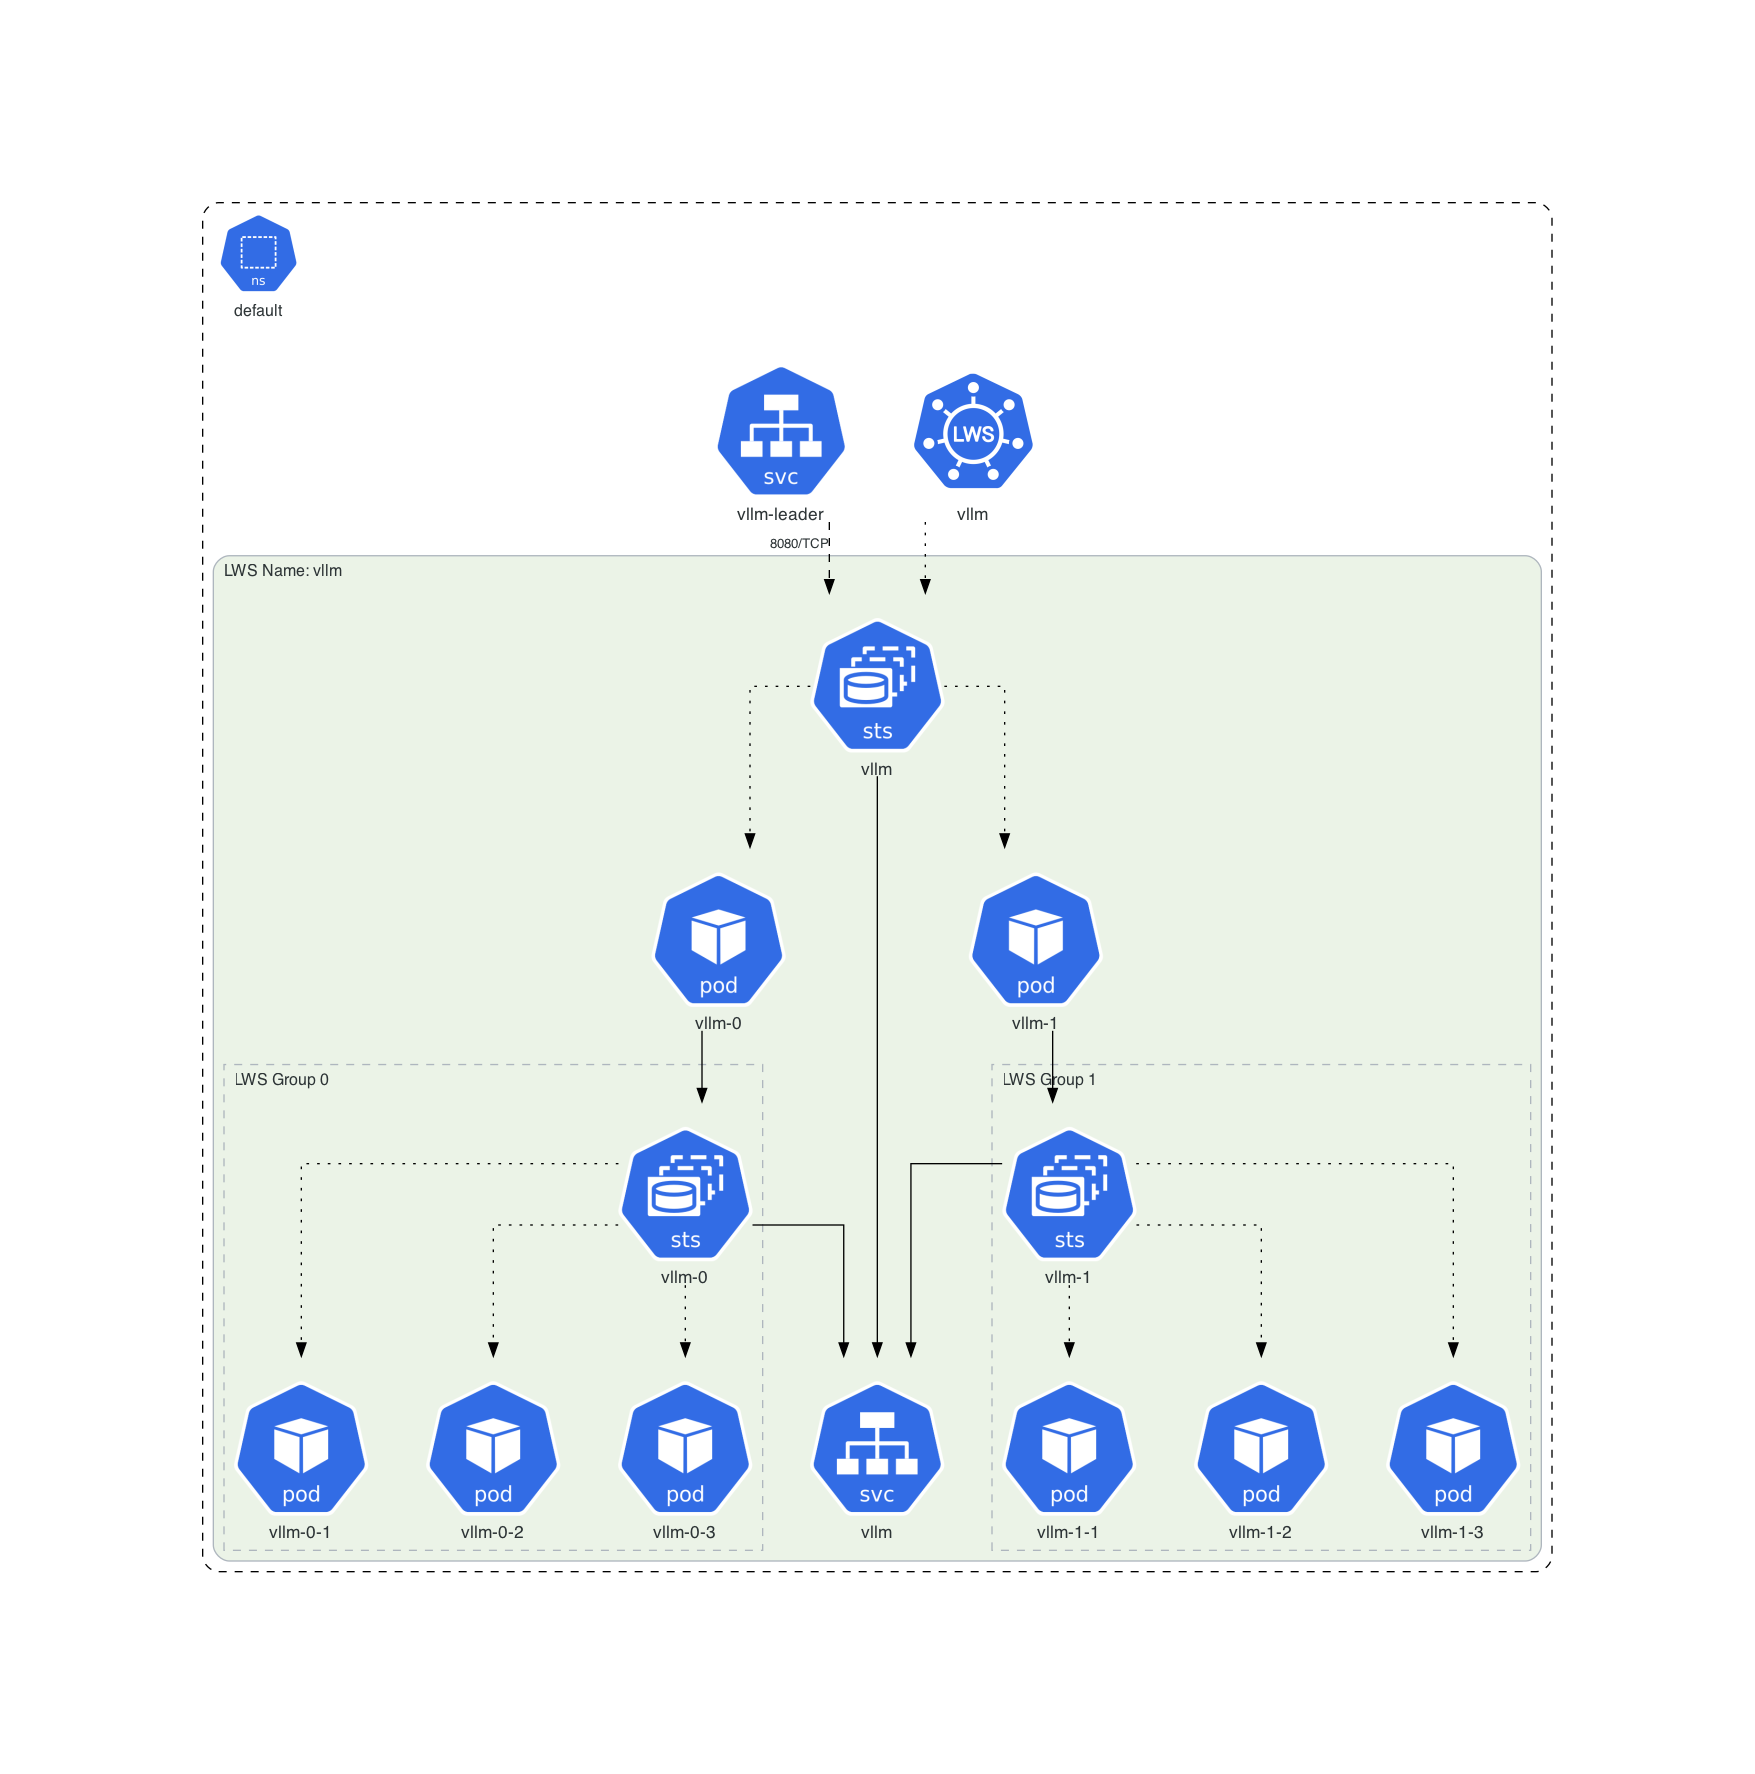 ns
default
svc
vllm-leader
LWS
vllm
8080/TCP
LWS Name: vllm
sts
vllm
pod
vllm-0
pod
vllm-1
LWS Group 0
LWS Group 1
sts
vllm-0
sts
vllm-1
pod
vllm-0-1
pod
vllm-0-2
pod
vllm-0-3
svc
vllm
pod
vllm-1-1
pod
vllm-1-2
pod
vllm-1-3